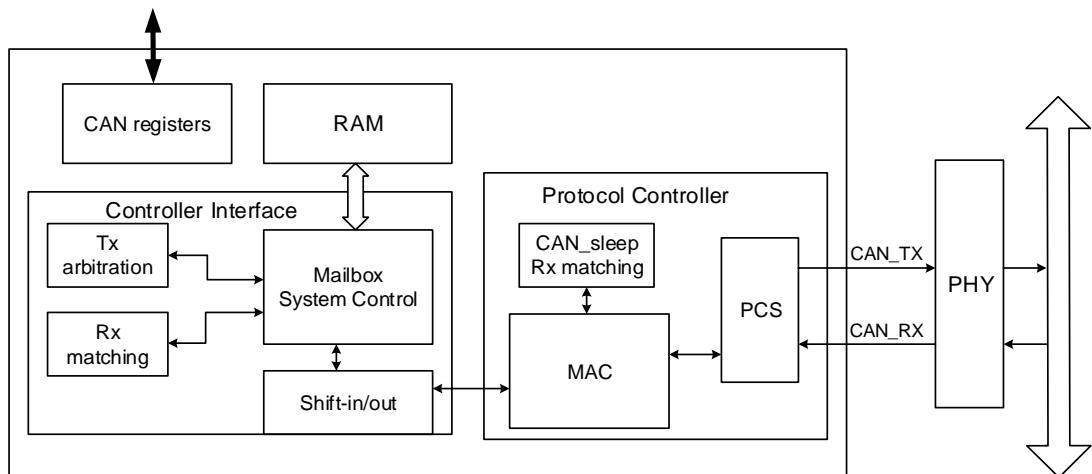 CAN registers
RAM
Controller Interface
Tx
arbitration
Rx
matching
Mailbox
System Control
Shift-in/out
Protocol Controller
CAN_sleep
Rx matching
MAC
PCS
CAN_TX
CAN_RX
PHY